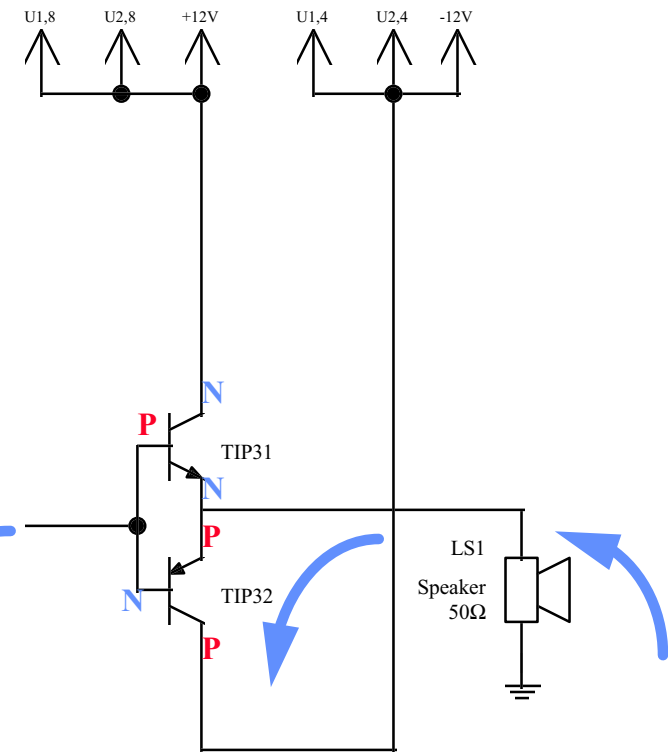 U1,8 U2,8 +12V U1,4 U2,4 -12V
N
P
TIP31
N
P
LS1
Speaker
50Ω
N
TIP32
P